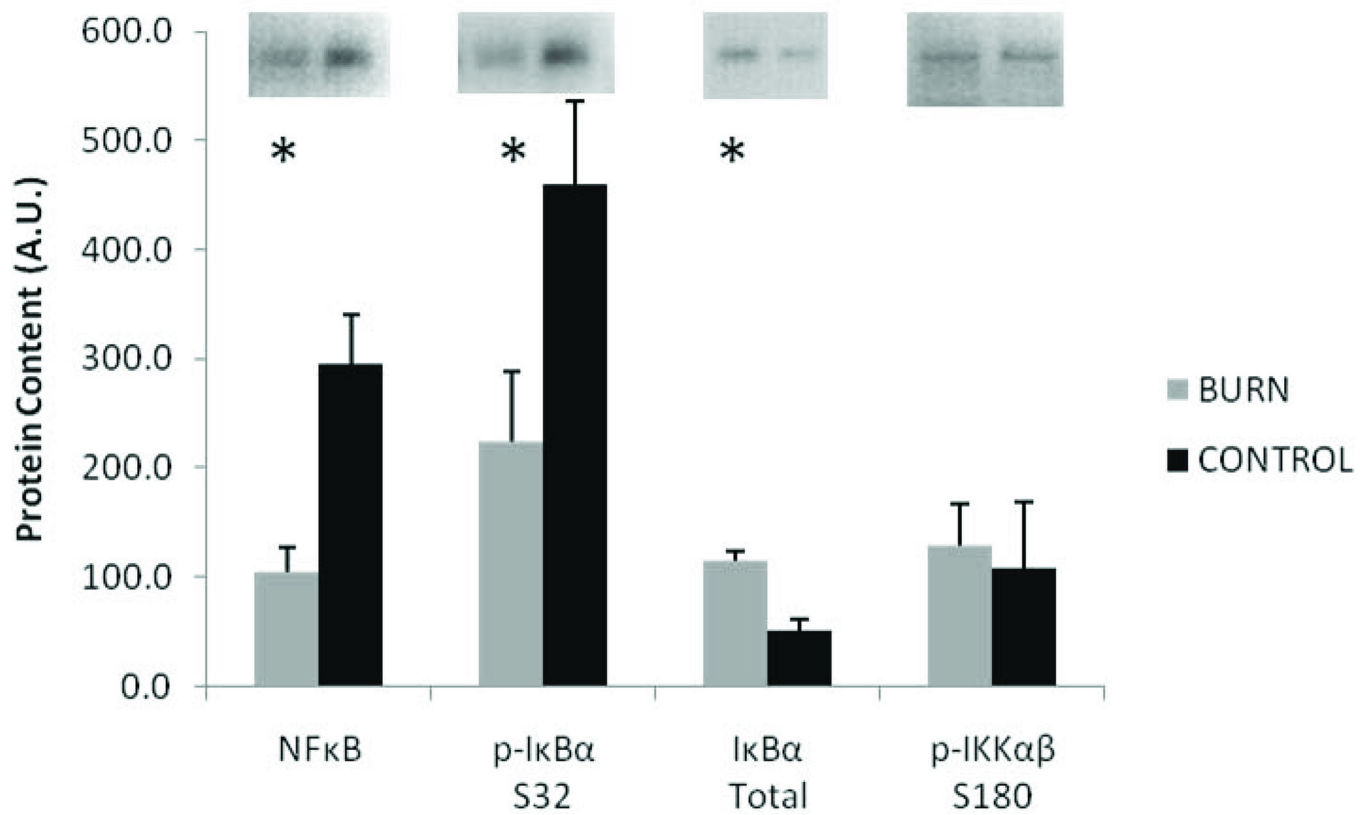 Protein Content (A.U.)
600.0
500.0
400.0
300.0
200.0
100.0
0.0
* * *
NFκB
p-IκBα
S32
IκBα
Total
p-IKKαβ
S180
BURN
CONTROL